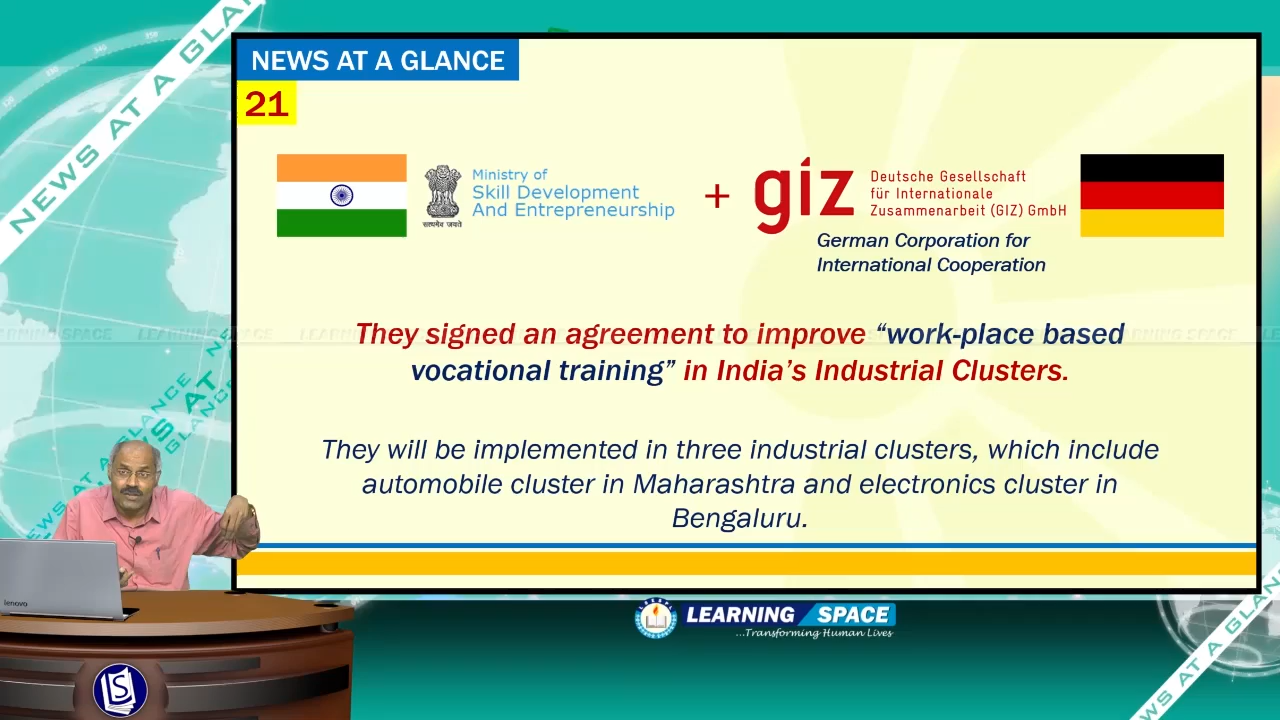 NEWS AT A GLANCE
NEWS AT A GLANCE
21
Ministry of
Skill Development
And Entrepreneurship
सत्यमेव जयते
+
giz
Deutsche Gesellschaft
für Internationale
Zusammenarbeit (GIZ) GmbH
German Corporation for
International Cooperation
They signed an agreement to improve “work-place based
vocational training” in India’s Industrial Clusters.
LEARNING SPACE
They will be implemented in three industrial clusters, which include
automobile cluster in Maharashtra and electronics cluster in
Bengaluru.
lenovo
LEARNING SPACE
...Transforming Human Lives
LS